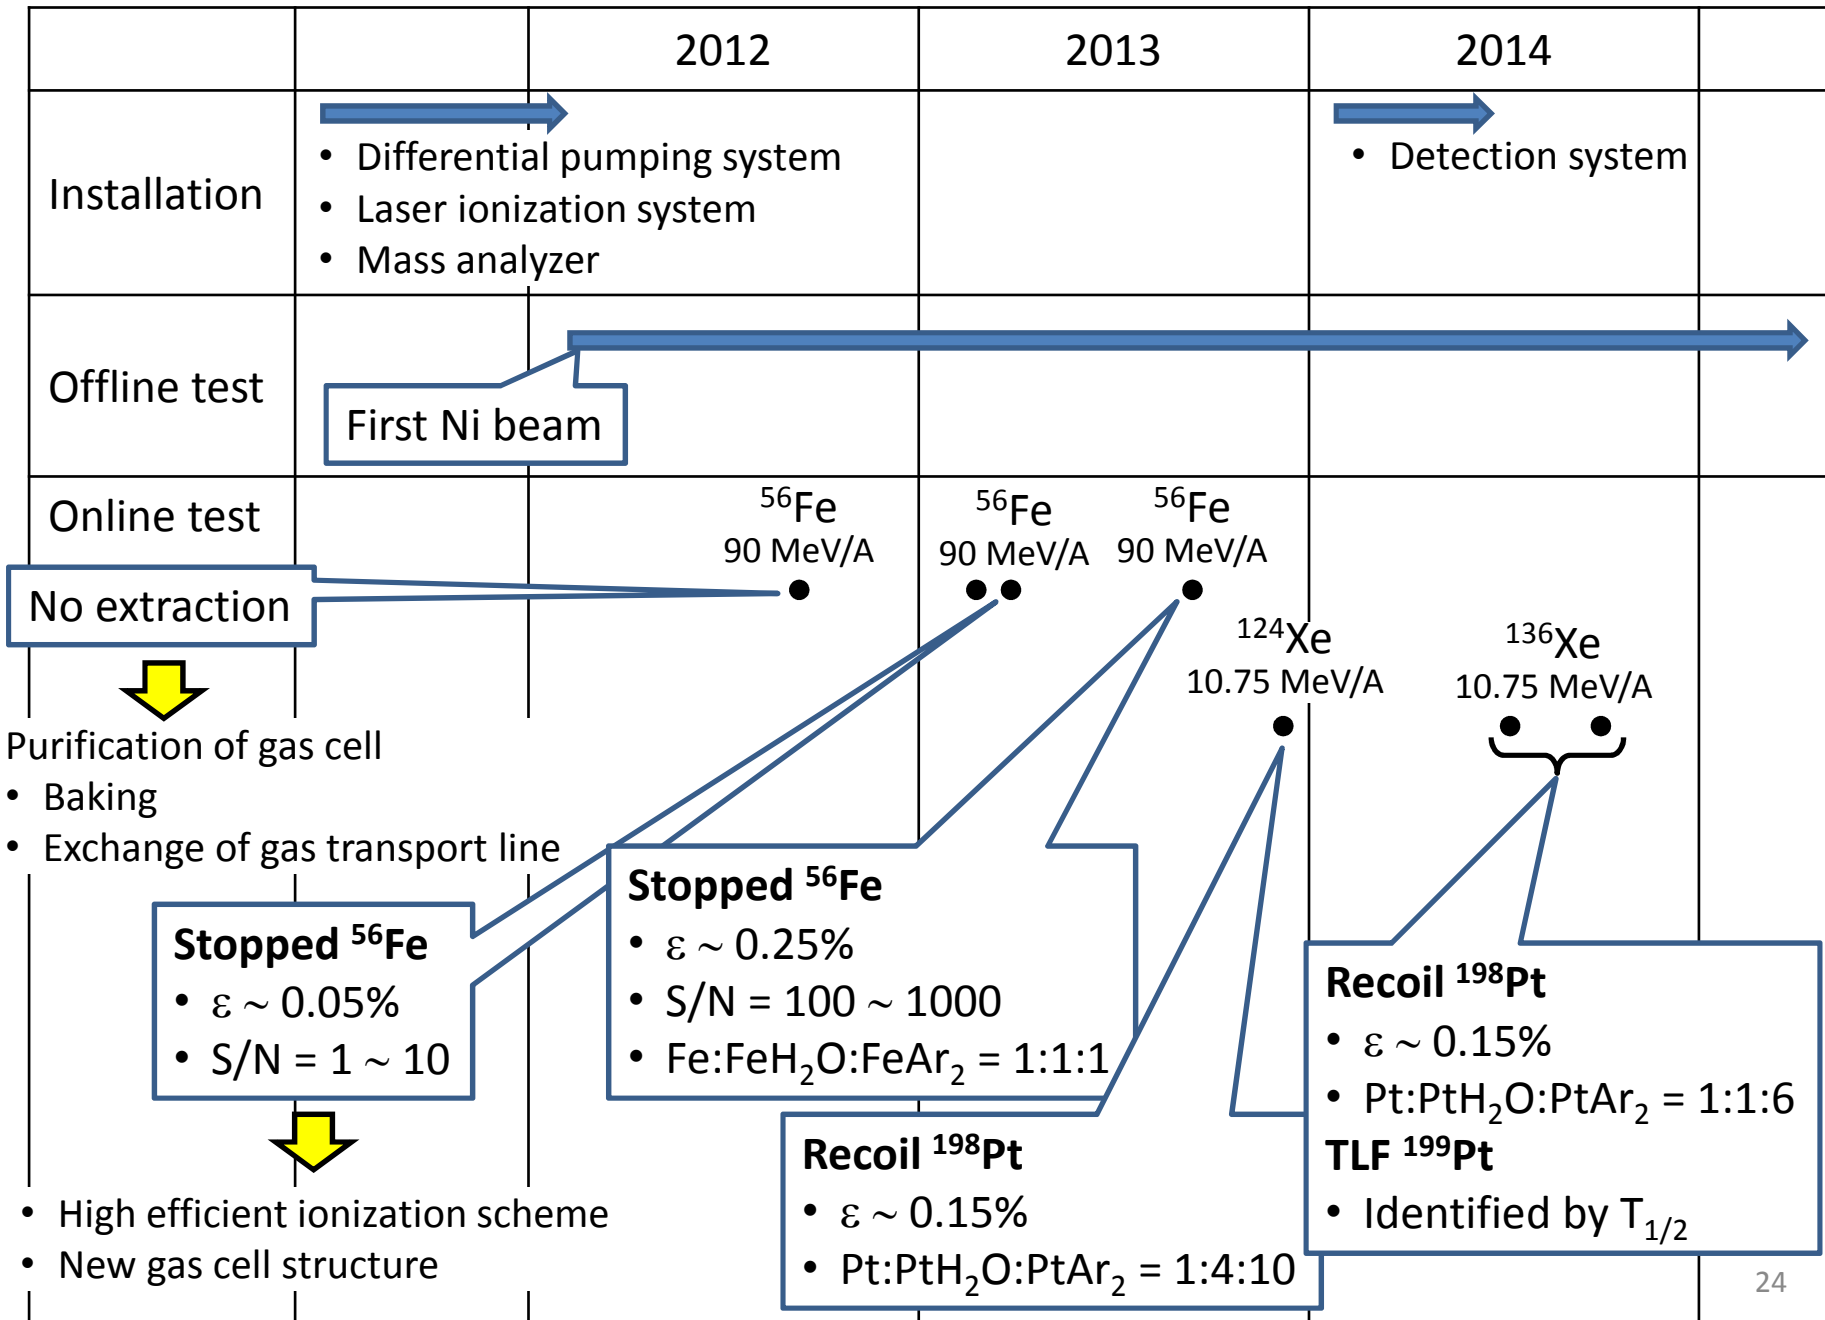 2012
2013
2014
Installation
• Differential pumping system
• Laser ionization system
• Mass analyzer
• Detection system
Offline test
First Ni beam
Online test
⁵⁶Fe
90 MeV/A
⁵⁶Fe
90 MeV/A
⁵⁶Fe
90 MeV/A
¹²⁴Xe
10.75 MeV/A
¹³⁶Xe
10.75 MeV/A
No extraction
Purification of gas cell
• Baking
• Exchange of gas transport line
Stopped ⁵⁶Fe
• ε ~ 0.05%
• S/N = 1 ~ 10
• High efficient ionization scheme
• New gas cell structure
Stopped ⁵⁶Fe
• ε ~ 0.25%
• S/N = 100 ~ 1000
• Fe:FeH₂O:FeAr₂ = 1:1:1
Recoil ¹⁹⁸Pt
• ε ~ 0.15%
• Pt:PtH₂O:PtAr₂ = 1:4:10
Recoil ¹⁹⁸Pt
• ε ~ 0.15%
• Pt:PtH₂O:PtAr₂ = 1:1:6
TLF ¹⁹⁹Pt
• Identified by T₁/₂
24